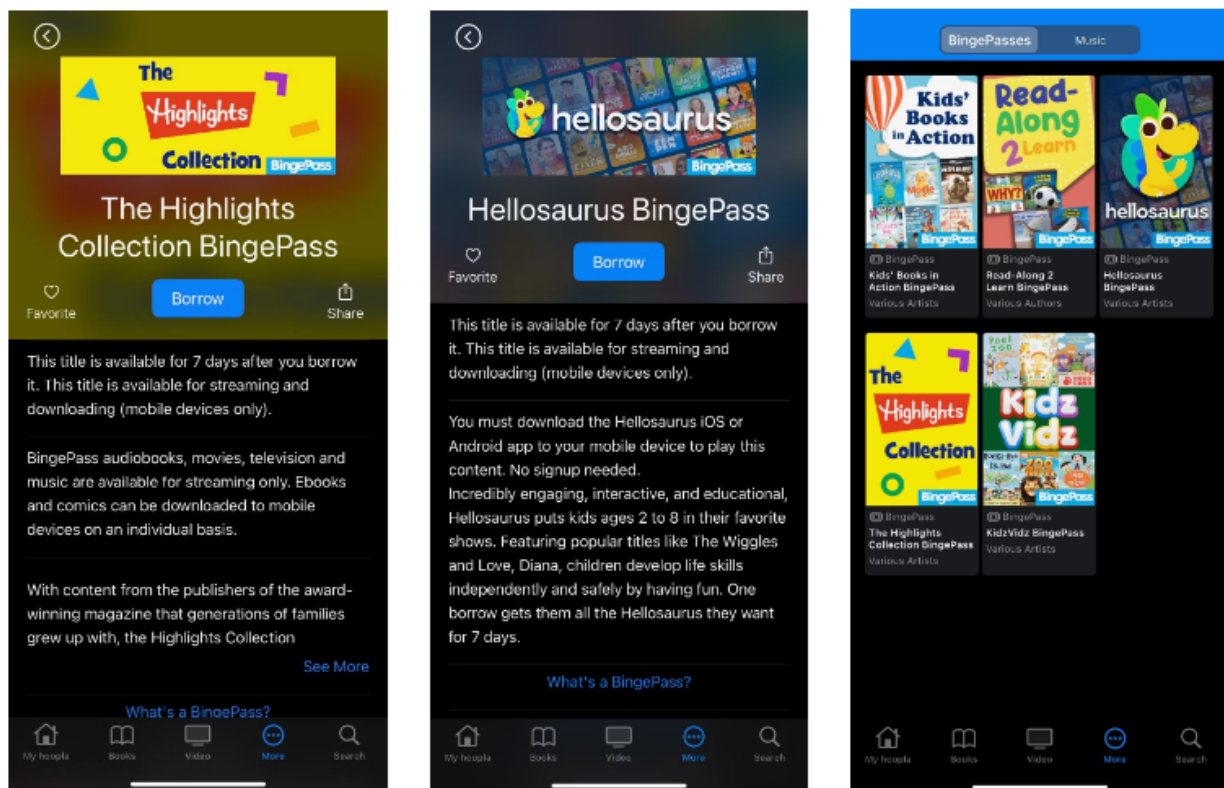 The
Highlights
Collection
BingePass
The Highlights
Collection BingePass
Favorite
Borrow
Share
This title is available for 7 days after you borrow
it. This title is available for streaming and
downloading (mobile devices only).
BingePass audiobooks, movies, television and
music are available for streaming only. Ebooks
and comics can be downloaded to mobile
devices on an individual basis.
With content from the publishers of the award-
winning magazine that generations of families
grew up with, the Highlights Collection
See More
What's a BingePass?
My hoopla
Books
Video
More
Search
hellosaurus
BingePass
Hellosaurus BingePass
Favorite
Borrow
Share
This title is available for 7 days after you borrow
it. This title is available for streaming and
downloading (mobile devices only).
You must download the Hellosaurus iOS or
Android app to your mobile device to play this
content. No signup needed.
Incredibly engaging, interactive, and educational,
Hellosaurus puts kids ages 2 to 8 in their favorite
shows. Featuring popular titles like The Wiggles
and Love, Diana, children develop life skills
independently and safely by having fun. One
borrow gets them all the Hellosaurus they want
for 7 days.
What's a BingePass?
My hoopla
Books
Video
More
Search
BingePasses
Music
Kids'
Books
in Action
BingePass
BingePass
Kids' Books in
Action BingePass
Various Artists
Read-
Along
2 Learn
WHY?
BingePass
BingePass
Read-Along 2
Learn BingePass
Various Authors
hellosaurus
BingePass
BingePass
Hellosaurus
BingePass
Various Artists
The
Highlights
Collection
BingePass
BingePass
The Highlights
Collection BingePass
Various Artists
Kidz
Vidz
BingePass
BingePass
KidzVidz BingePass
Various Artists
My hoopla
Books
Video
More
Search